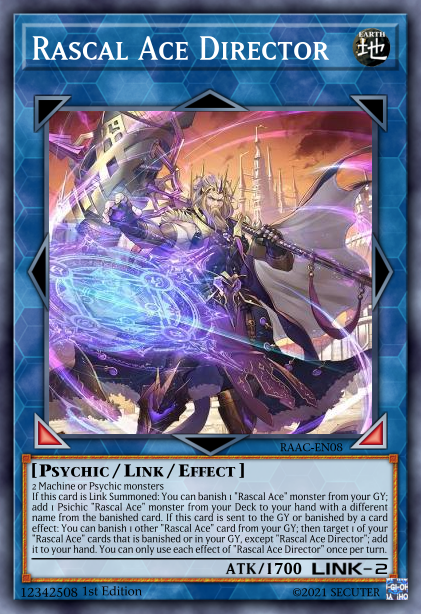 RASCAL ACE DIRECTOR
EARTH
地
RAAC-EN08
[PSYCHIC / LINK / EFFECT]
2 Machine or Psychic monsters
If this card is Link Summoned: You can banish 1 "Rascal Ace" monster from your GY;
add 1 Psichic "Rascal Ace" monster from your Deck to your hand with a different
name from the banished card. If this card is sent to the GY or banished by a card
effect: You can banish 1 other "Rascal Ace" card from your GY; then target 1 of your
"Rascal Ace" cards that is banished or in your GY, except "Rascal Ace Director"; add
it to your hand. You can only use each effect of "Rascal Ace Director" once per turn.
ATK/1700 LINK-2
12342508 1st Edition ©2021 SECUTER